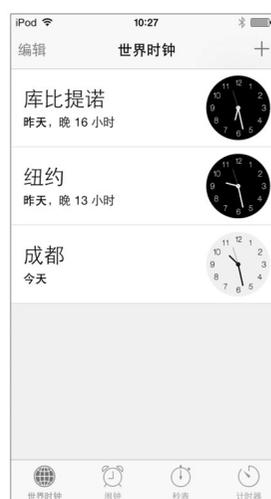 iPod 10:27
编辑 世界时钟 +
库比提诺
昨天，晚 16 小时
纽约
昨天，晚 13 小时
成都
今天
世界时钟 闹钟 秒表 计时器